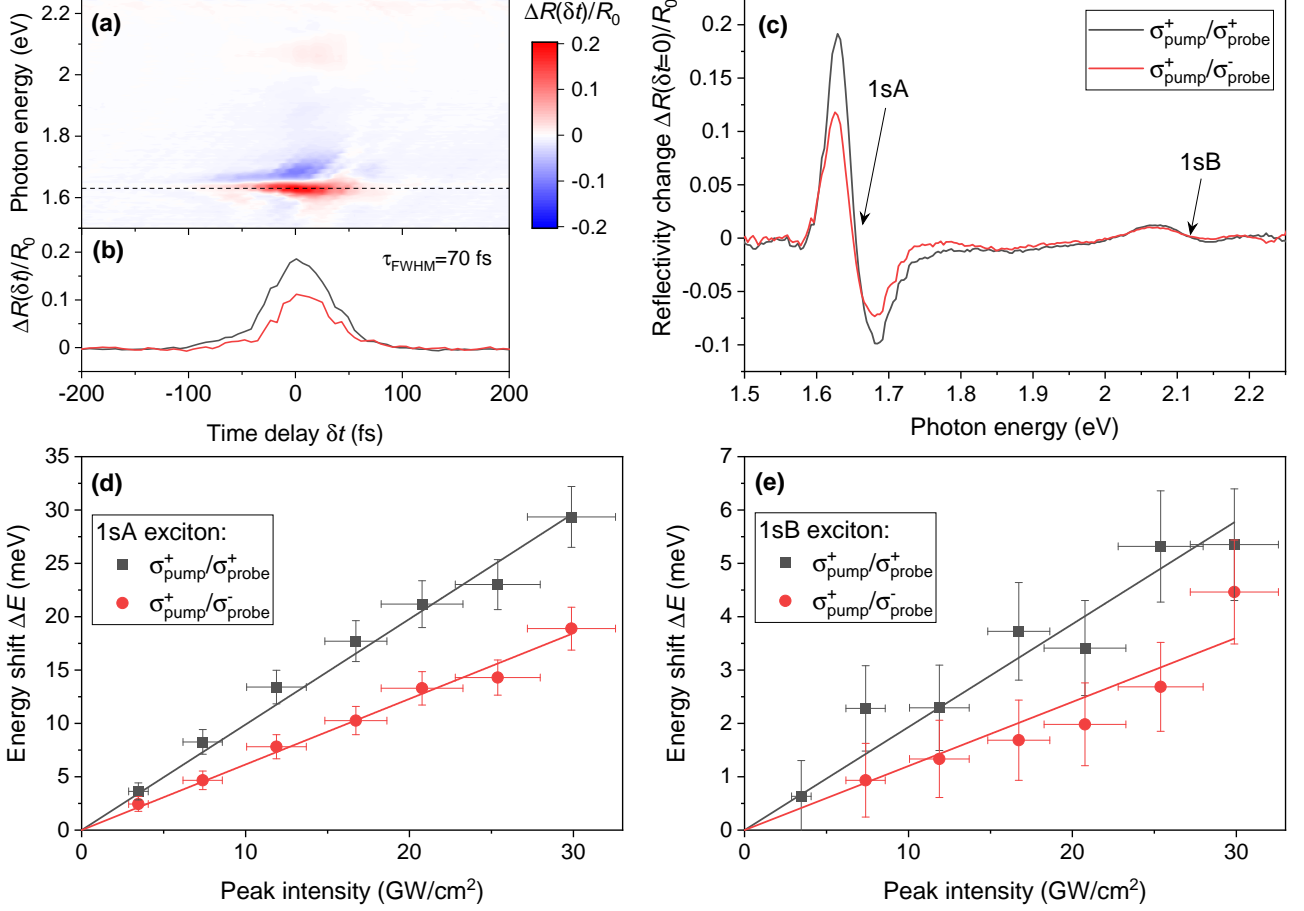 (a)
Photon energy (eV)
2.2
2.0
1.8
1.6
ΔR(δt)/R₀
0.2
0.1
0
-0.1
-0.2
(b)
τFWHM=70 fs
ΔR(δt)/R₀
0.2
0.1
0
-200 -100 0 100 200
Time delay δt (fs)
(c)
Reflectivity change ΔR(δt=0)/R₀
0.20
0.15
0.1
0.05
0
-0.05
-0.1
σ⁺pump/σ⁺probe
σ⁺pump/σ⁻probe
1sA
1sB
1.5 1.6 1.7 1.8 1.9 2 2.1 2.2
Photon energy (eV)
(d)
Energy shift ΔE (meV)
35
30
25
20
15
10
5
0
1sA exciton:
σ⁺pump/σ⁺probe
σ⁺pump/σ⁻probe
0 10 20 30
Peak intensity (GW/cm²)
(e)
Energy shift ΔE (meV)
7
6
5
4
3
2
1
0
1sB exciton:
σ⁺pump/σ⁺probe
σ⁺pump/σ⁻probe
0 10 20 30
Peak intensity (GW/cm²)